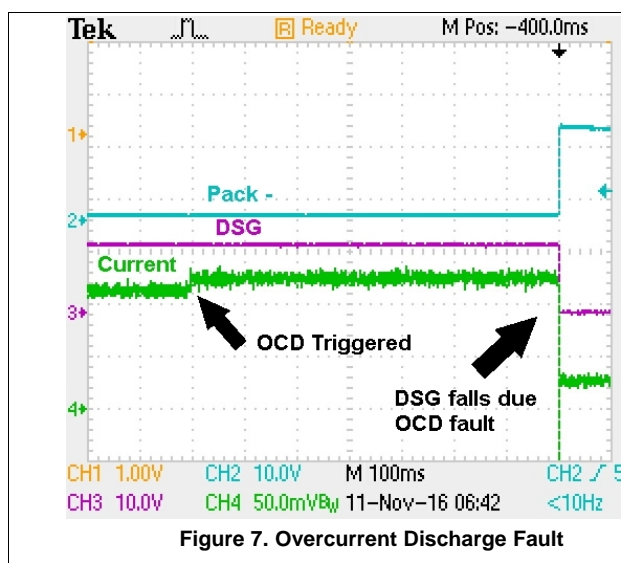 Tek Ready M Pos: -400.0ms
1
Pack -
2
DSG
Current
3
OCD Triggered
DSG falls due
OCD fault
4
CH1 1.00V CH2 10.0V M 100ms CH2 5
CH3 10.0V CH4 50.0mVBW 11-Nov-16 06:42 <10Hz
Figure 7. Overcurrent Discharge Fault